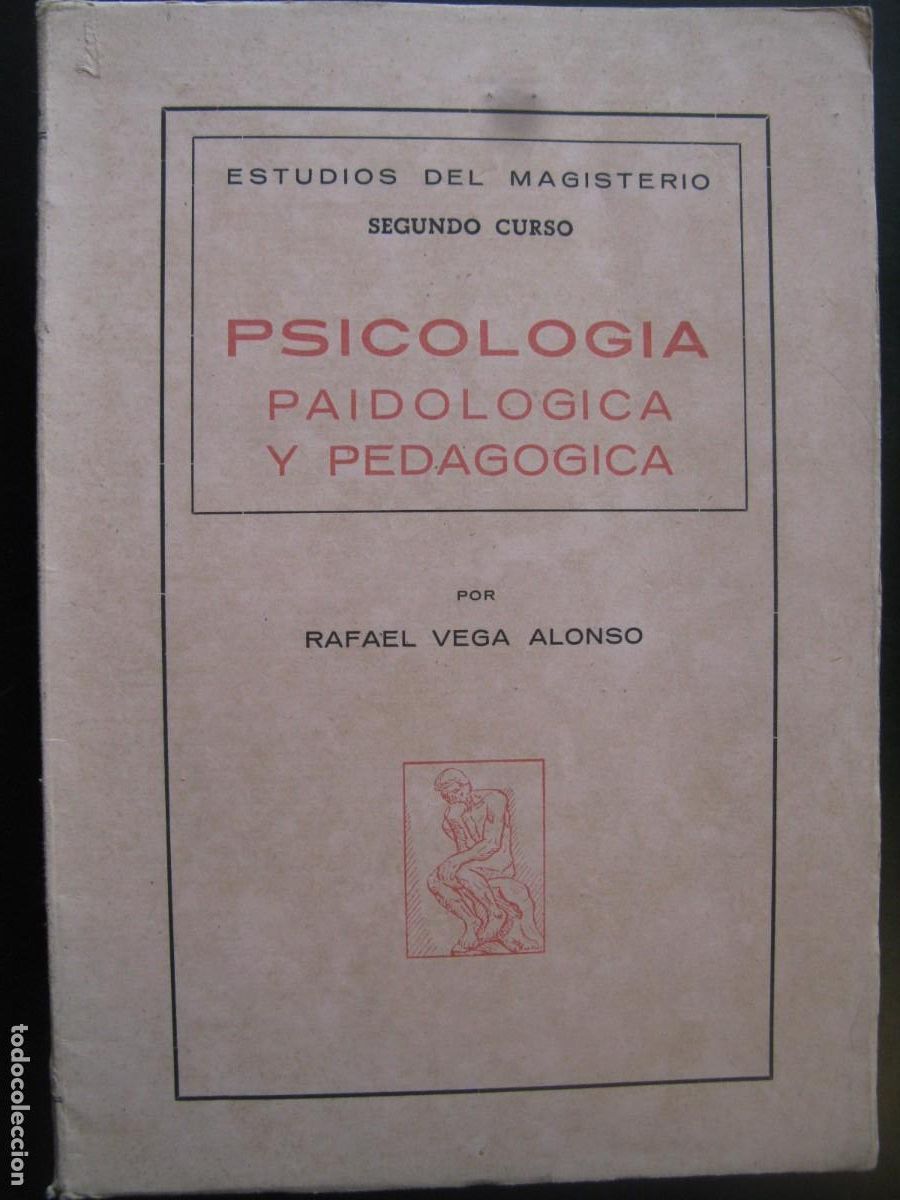 ESTUDIOS DEL MAGISTERIO
SEGUNDO CURSO
PSICOLOGIA
PAIDOLOGICA
Y PEDAGOGICA
POR
RAFAEL VEGA ALONSO
todocoleccion